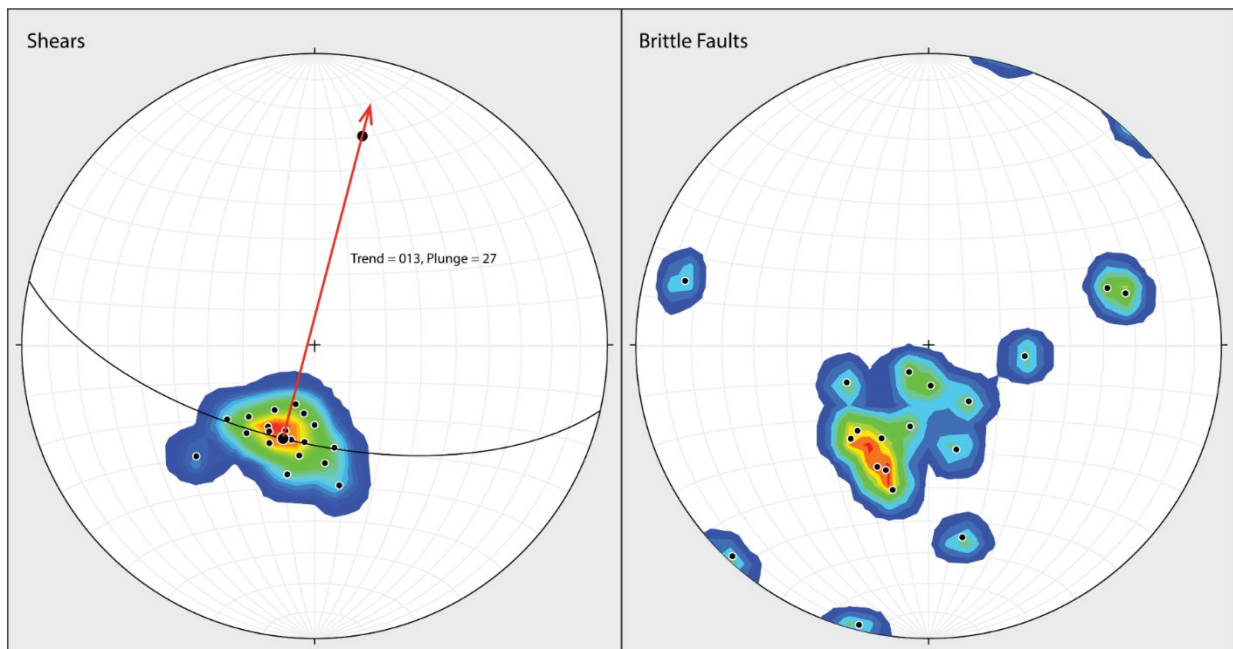 Shears
Brittle Faults
Trend = 013, Plunge = 27